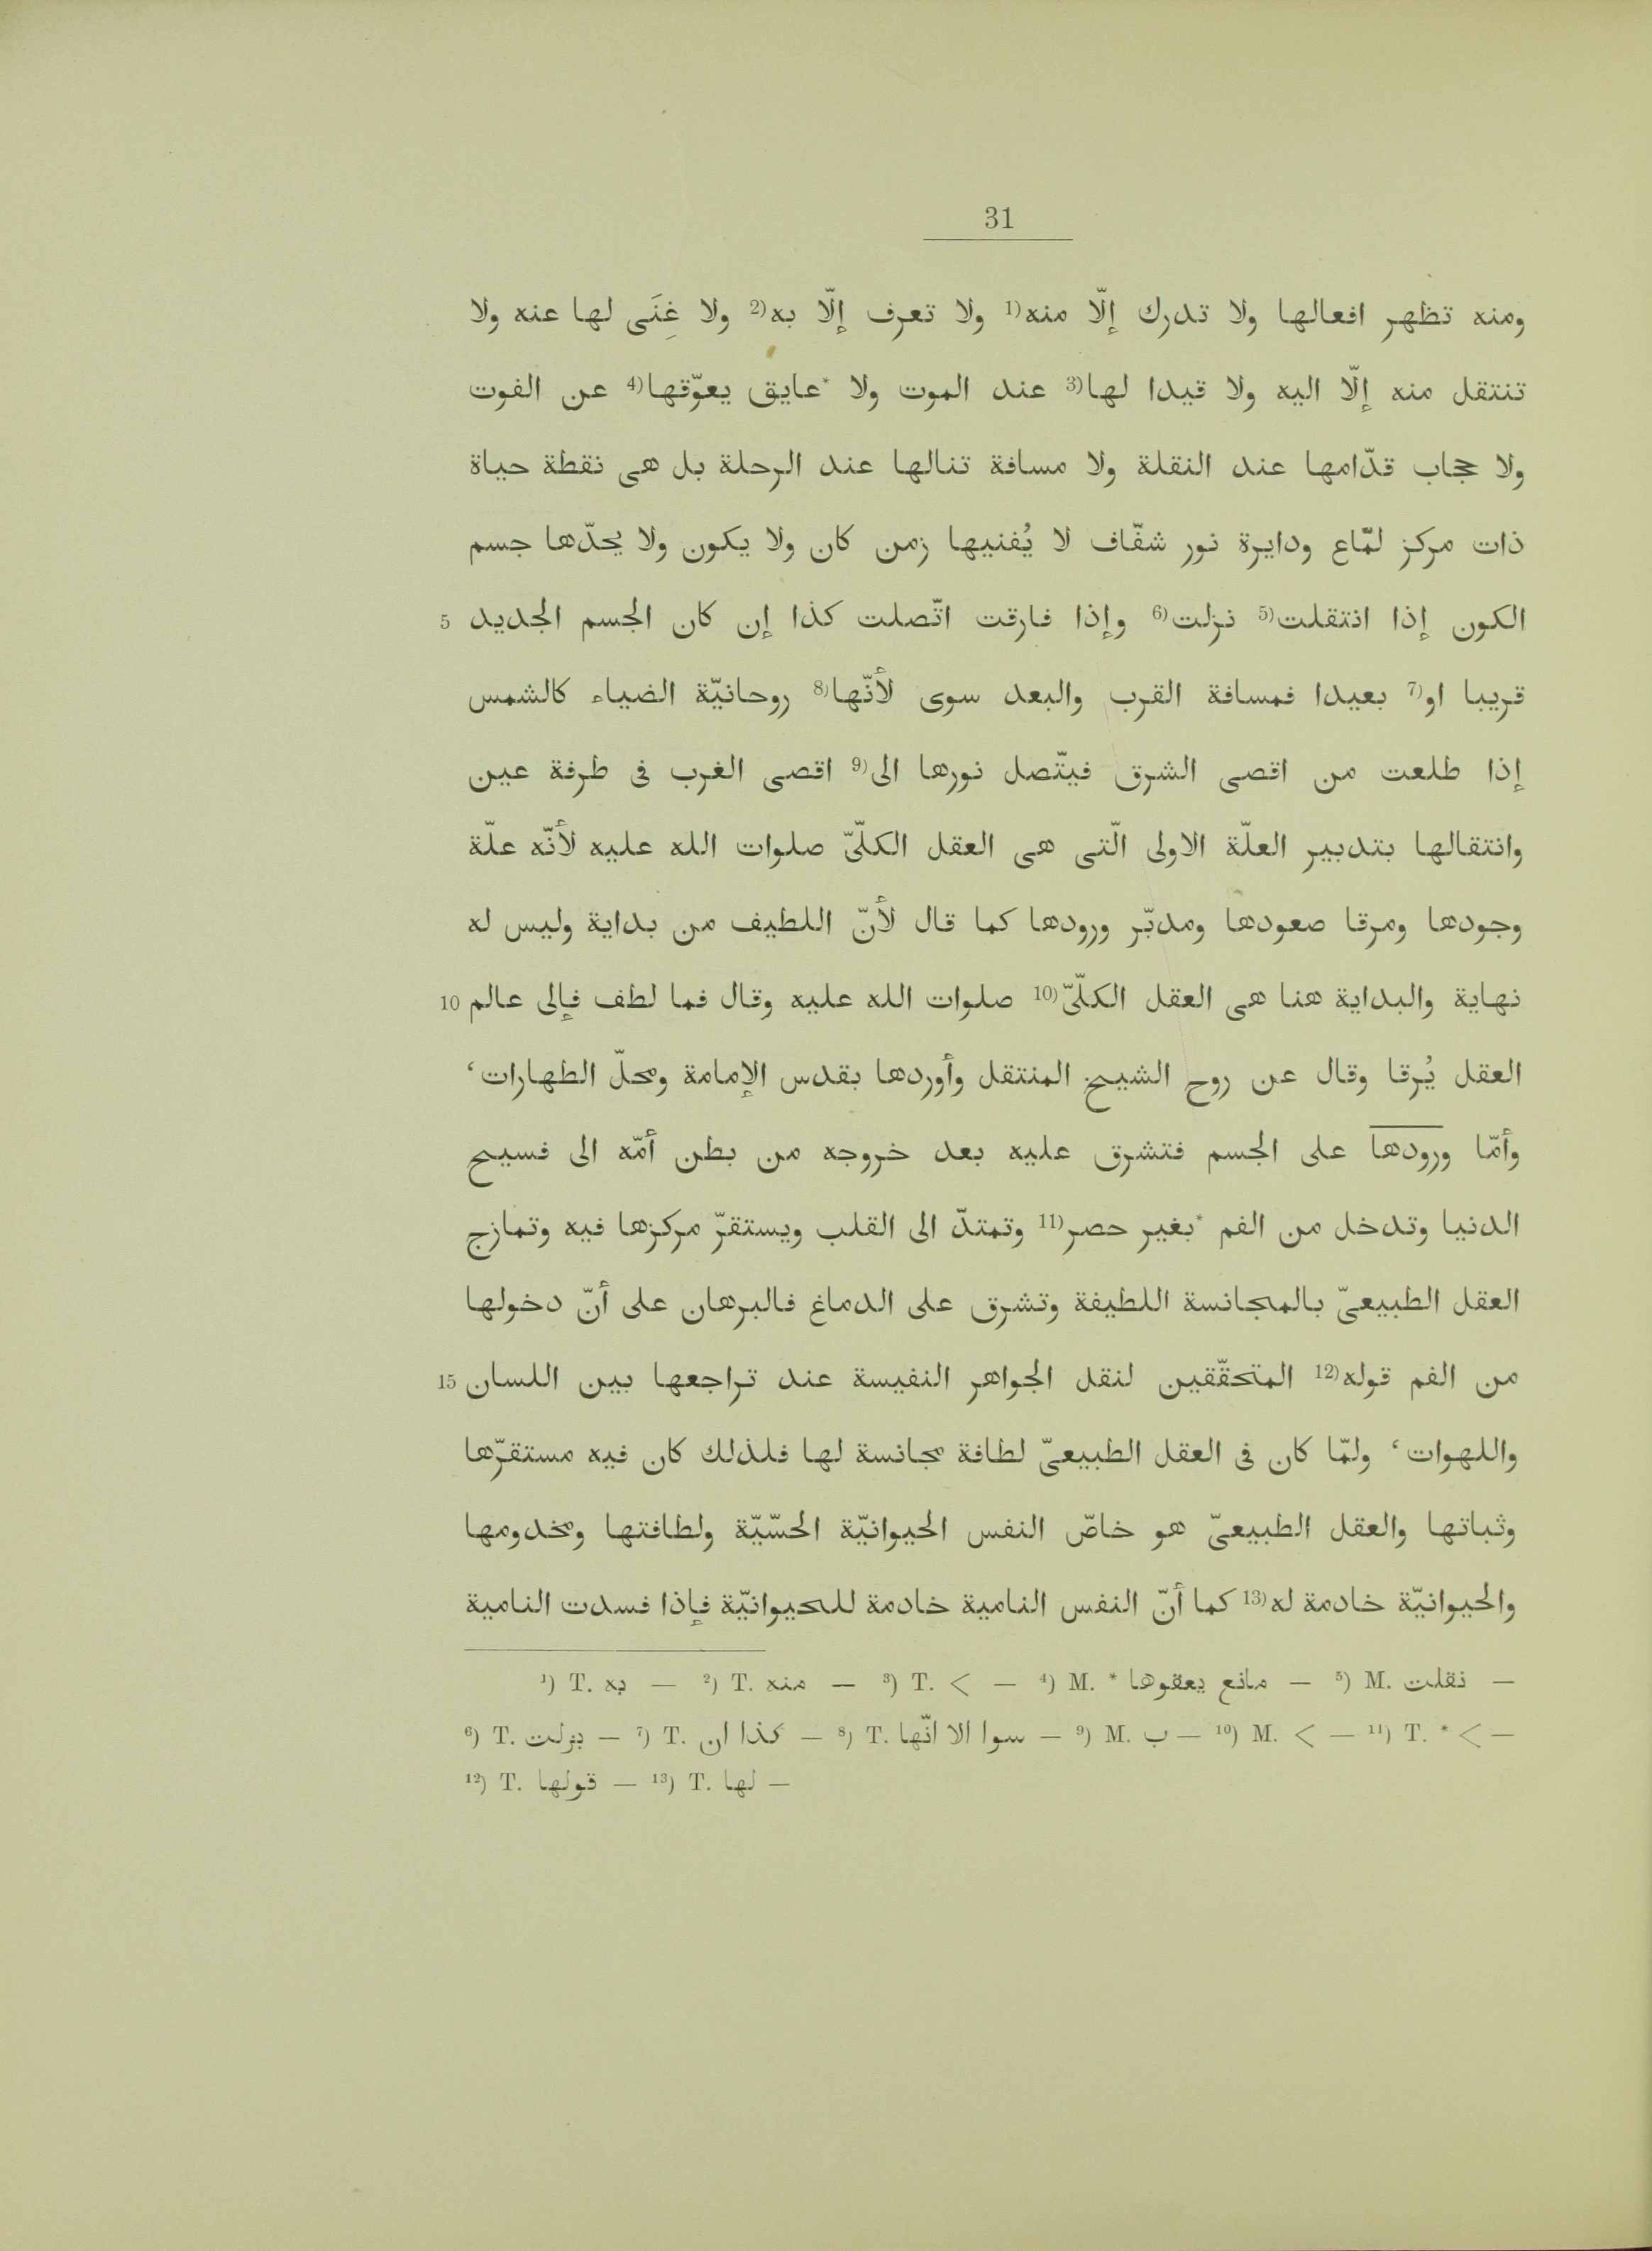 31
ومنه تظهر افعالها ولا تدرك إلّا منه(1 ولا تعرف إلّا به(2 ولا غِنَى لها عنه ولا
تنتقل منه إلّا اليه ولا قيدا لها(3 عند الموت ولا *عايق يعوّقها(4 عن الفوت
ولا حجاب قدّامها عند النقلة ولا مسافة تنالها عند الرحلة بل هى نقطة حياة
ذات مركز لمّاع ودايرة نور شفّاف لا يُفنيها زمن كان ولا يكون ولا يحدّها جسم
الكون إذا انتقلت(5 نزلت(6 وإذا فارقت اتّصلت كذا إن كان الجسم الجديد 5
قريبا او(7 بعيدا فمسافة القرب والبعد سوى لأنّها(8 روحانيّة الضياء كالشمس
إذا طلعت من اقصى الشرق فيتّصل نورها الى(9 اقصى الغرب فى طرفة عين
وانتقالها بتدبير العلّة الاولى الّتى هى العقل الكلّىّ صلوات الله عليه لأنّه علّة
وجودها ومرقا صعودها ومدبّر ورودها كما قال لأنّ اللطيف من بداية وليس له
نهاية والبداية هنا هى العقل الكلّىّ(10 صلوات الله عليه وقال فما لطف فإلى عالم 10
العقل يُرقا وقال عن روح الشيخ المنتقل وأوردها بقدس الإمامة ومحلّ الطهارات،
وأمّا ورودها على الجسم فتشرق عليه بعد خروجه من بطن أمّه الى فسيح
الدنيا وتدخل من الفم *بغير حصر(11 وتمتدّ الى القلب ويستقرّ مركزها فيه وتمازج
العقل الطبيعىّ بالمجانسة اللطيفة وتشرق على الدماغ فالبرهان على أنّ دخولها
من الفم قوله(12 المتحقّقين لنقل الجواهر النفيسة عند تراجعها بين اللسان 15
واللهوات، ولمّا كان فى العقل الطبيعىّ لطافة مجانسة لها فلذلك كان فيه مستقرّها
وثباتها والعقل الطبيعىّ هو خاصّ النفس الحيوانيّة الحسّيّة ولطافتها ومخدومها
والحيوانيّة خادمة له(13 كما أنّ النفس النامية خادمة للحيوانيّة فإذا فسدت النامية
1) T. به — 2) T. منه — 3) T. < — 4) M. * مانع يعقوها — 5) M. نقلت —
6) T. بزلت — 7) T. كذا ان — 8) T. سوا الا انّها — 9) M. ب — 10) M. < — 11) T. * < —
12) T. قولها — 13) T. لها —